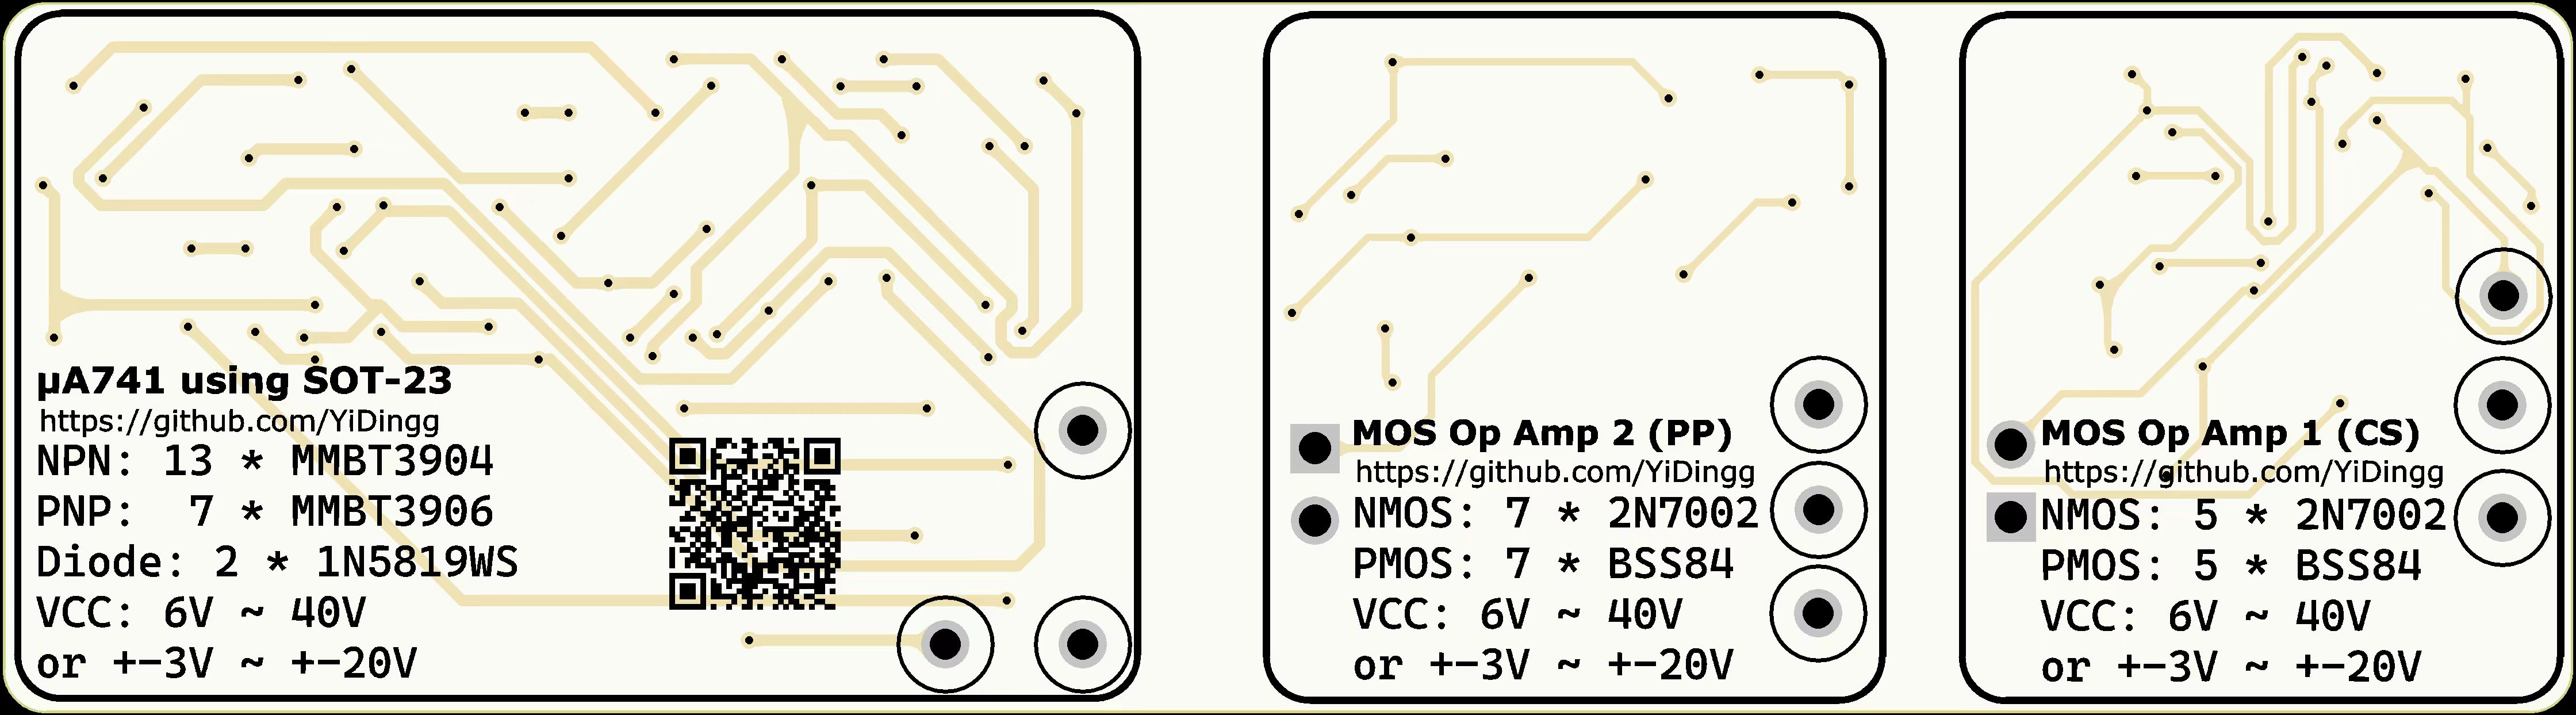 µA741 using SOT-23
https://github.com/YiDingg
NPN: 13 * MMBT3904
PNP: 7 * MMBT3906
Diode: 2 * 1N5819WS
VCC: 6V ~ 40V
or +-3V ~ +-20V
MOS Op Amp 2 (PP)
https://github.com/YiDingg
NMOS: 7 * 2N7002
PMOS: 7 * BSS84
VCC: 6V ~ 40V
or +-3V ~ +-20V
MOS Op Amp 1 (CS)
https://github.com/YiDingg
NMOS: 5 * 2N7002
PMOS: 5 * BSS84
VCC: 6V ~ 40V
or +-3V ~ +-20V